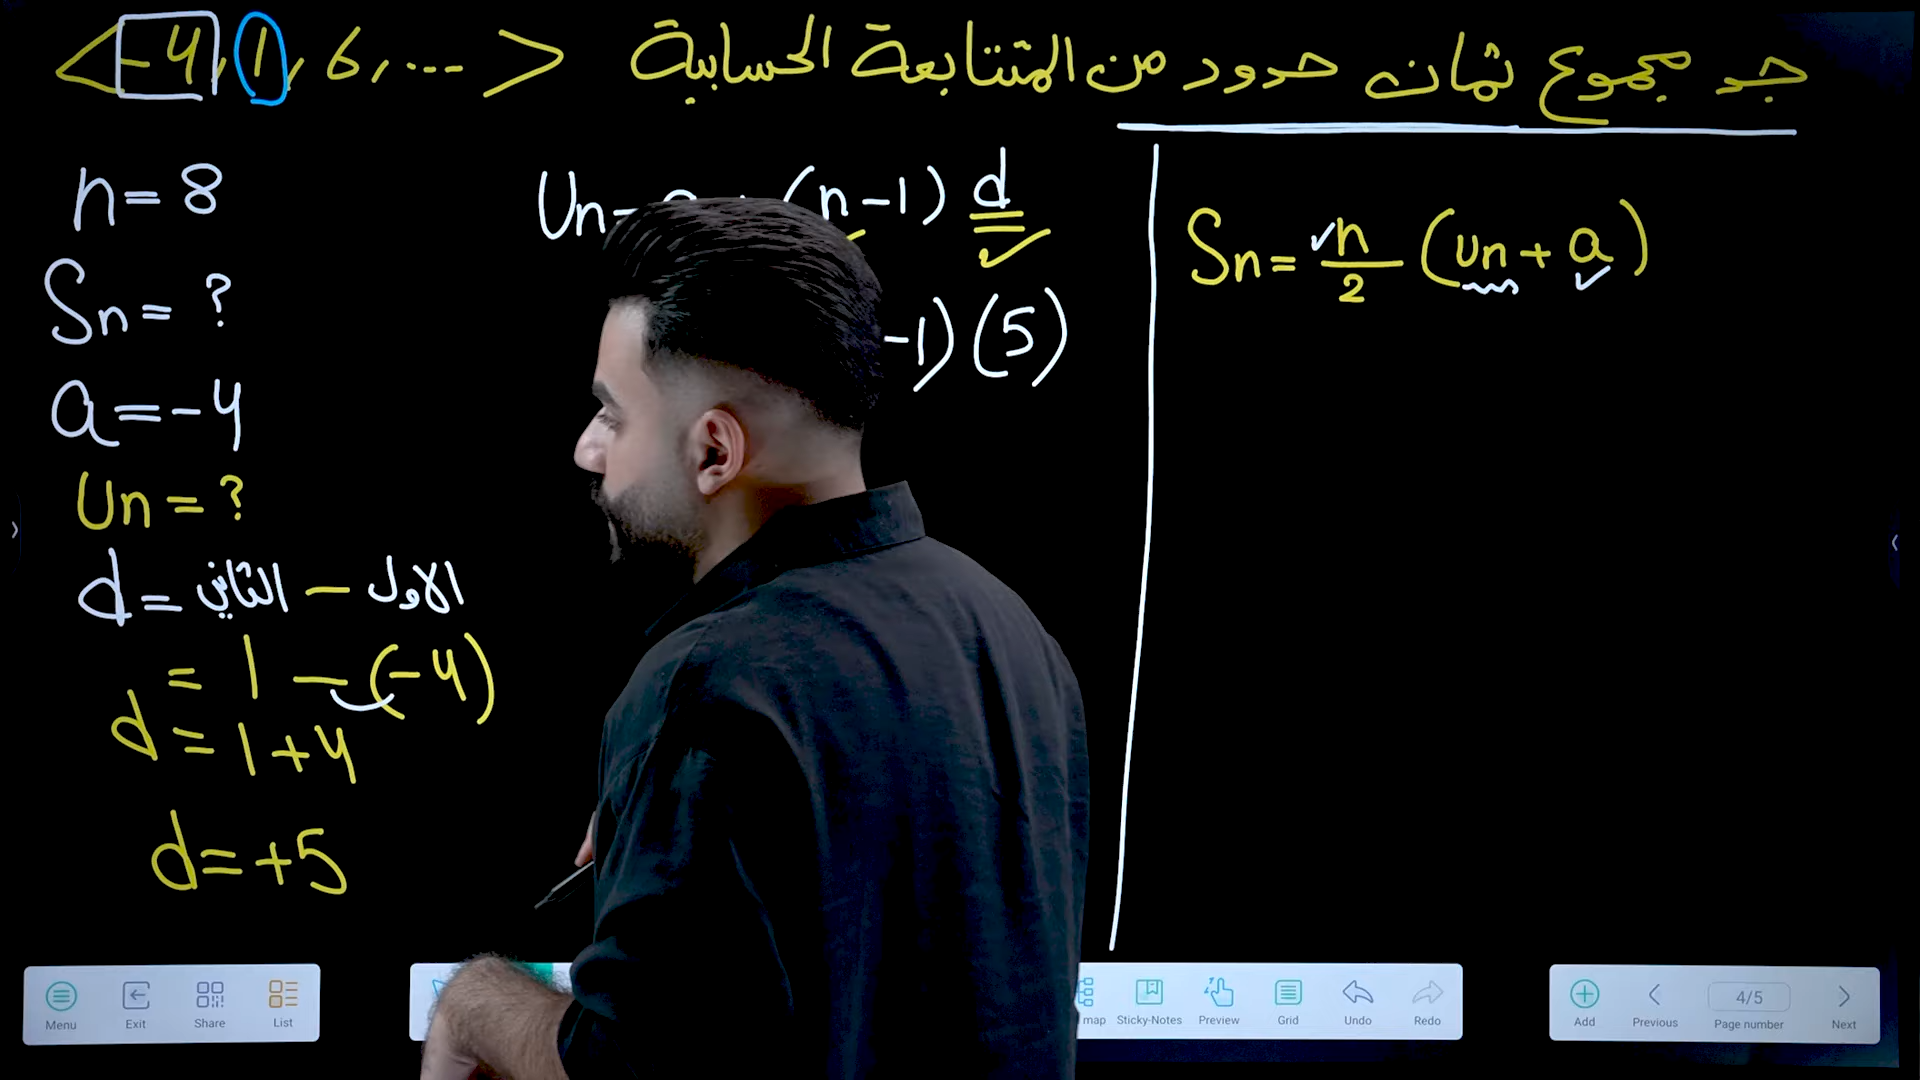 جد مجموع ثمان حدود من المتتابعة الحسابية <-4, 1, 6, ...>
n = 8
Sn = ?
a = -4
Un = ?
d = الثاني - الاول
= 1 - (-4)
d = 1 + 4
d = +5
Un = (n-1) d
-1) (5)
Sn = n/2 (Un + a)
Menu
Exit
Share
List
map
Sticky-Notes
Preview
Grid
Undo
Redo
Add
Previous
4/5
Page number
Next